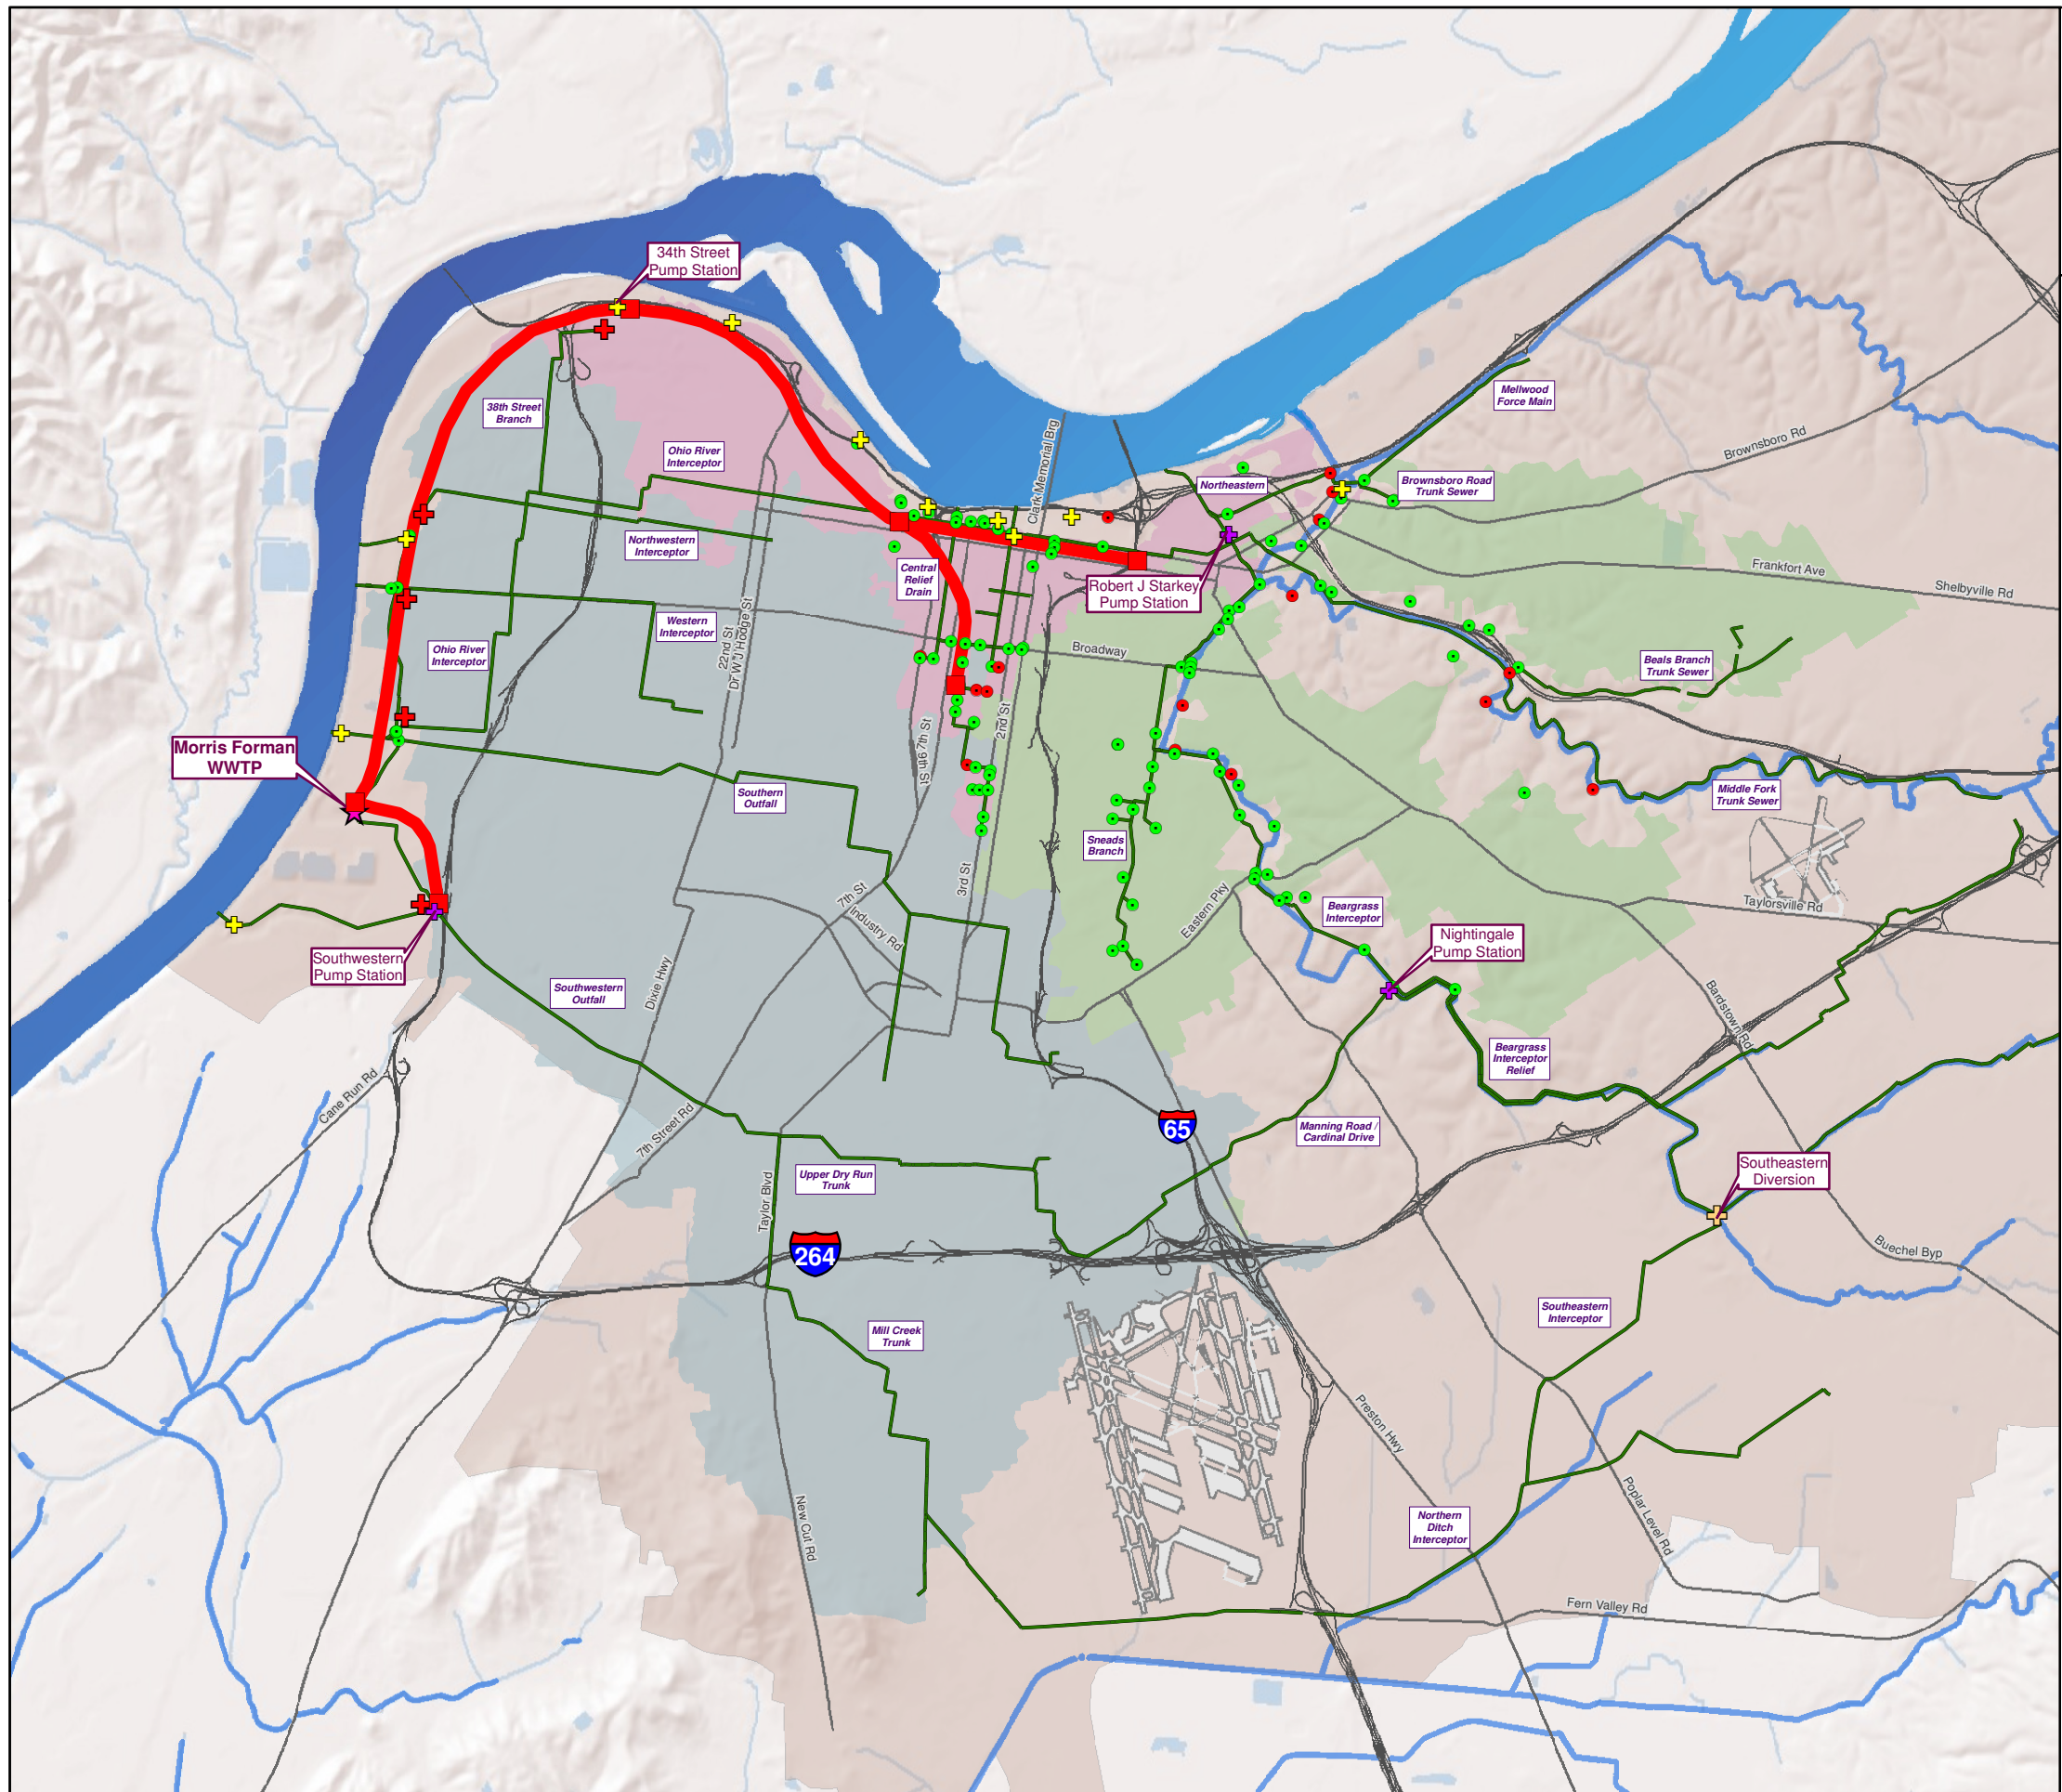 34th Street
Pump Station
38th Street
Branch
Ohio River
Interceptor
Clark Memorial Brg
Northeastern
Mellwood
Force Main
Brownsboro Rd
Brownsboro Road
Trunk Sewer
Northwestern
Interceptor
Central
Relief
Drain
Robert J Starkey
Pump Station
Frankfort Ave
Shelbyville Rd
Ohio River
Interceptor
Western
Interceptor
22nd St
Dr W J Hodge St
Broadway
Beals Branch
Trunk Sewer
Morris Forman
WWTP
Southern
Outfall
9th St
7th St
2nd St
Middle Fork
Trunk Sewer
Sneads
Branch
3rd St
7th St
Industry Rd
Eastern Pky
Beargrass
Interceptor
Taylorsville Rd
Nightingale
Pump Station
Southwestern
Pump Station
Southwestern
Outfall
Dixie Hwy
Bardstown Rd
Beargrass
Interceptor
Relief
Cane Run Rd
7th Street Rd
65
Manning Road /
Cardinal Drive
Upper Dry Run
Trunk
Taylor Blvd
Southeastern
Diversion
264
Buechel Byp
Southeastern
Interceptor
Mill Creek
Trunk
Preston Hwy
New Cut Rd
Northern
Ditch
Interceptor
Poplar Level Rd
Fern Valley Rd